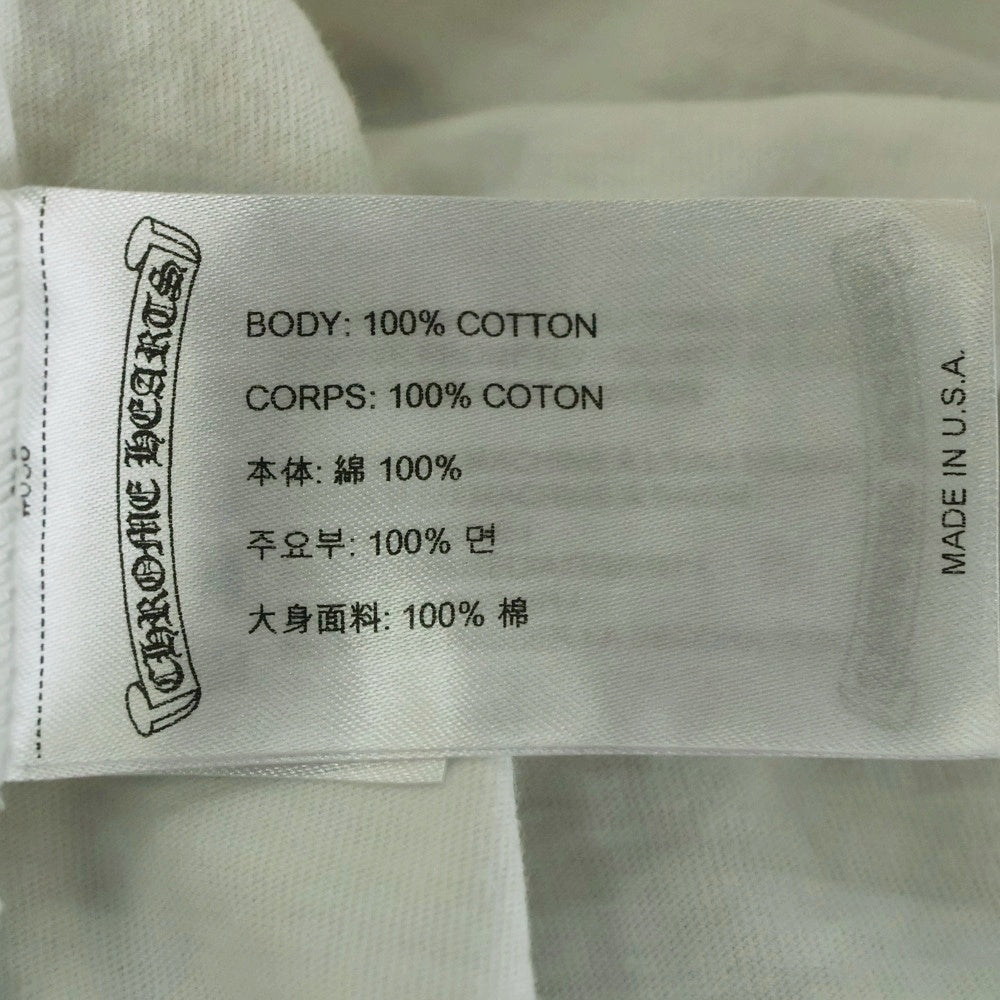 CHROME HEARTS
BODY: 100% COTTON
CORPS: 100% COTON
本体: 綿 100%
주요부: 100% 면
大身面料: 100% 棉
MADE IN U.S.A.